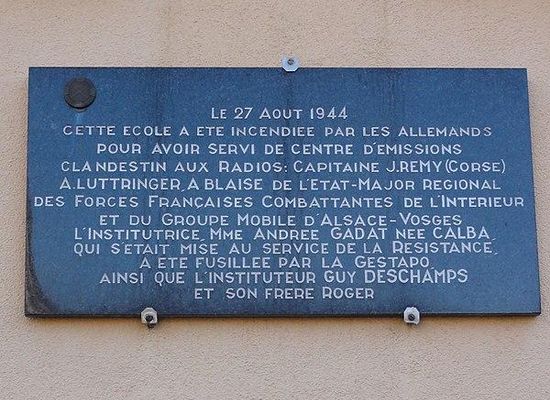 LE 27 AOUT 1944
CETTE ECOLE A ETE INCENDIEE PAR LES ALLEMANDS
POUR AVOIR SERVI DE CENTRE D'EMISSIONS
CLANDESTIN AUX RADIOS: CAPITAINE J.REMY (CORSE)
A.LUTTRINGER, A BLAISE DE L'ETAT-MAJOR REGIONAL
DES FORCES FRANÇAISES COMBATTANTES DE L'INTERIEUR
ET DU GROUPE MOBILE D'ALSACE-VOSGES
L'INSTITUTRICE, MME ANDREE GADAT NEE CALBA,
QUI S'ETAIT MISE AU SERVICE DE LA RESISTANCE,
A ETE FUSILLEE PAR LA GESTAPO
AINSI QUE L'INSTITUTEUR GUY DESCHAMPS
ET SON FRERE ROGER